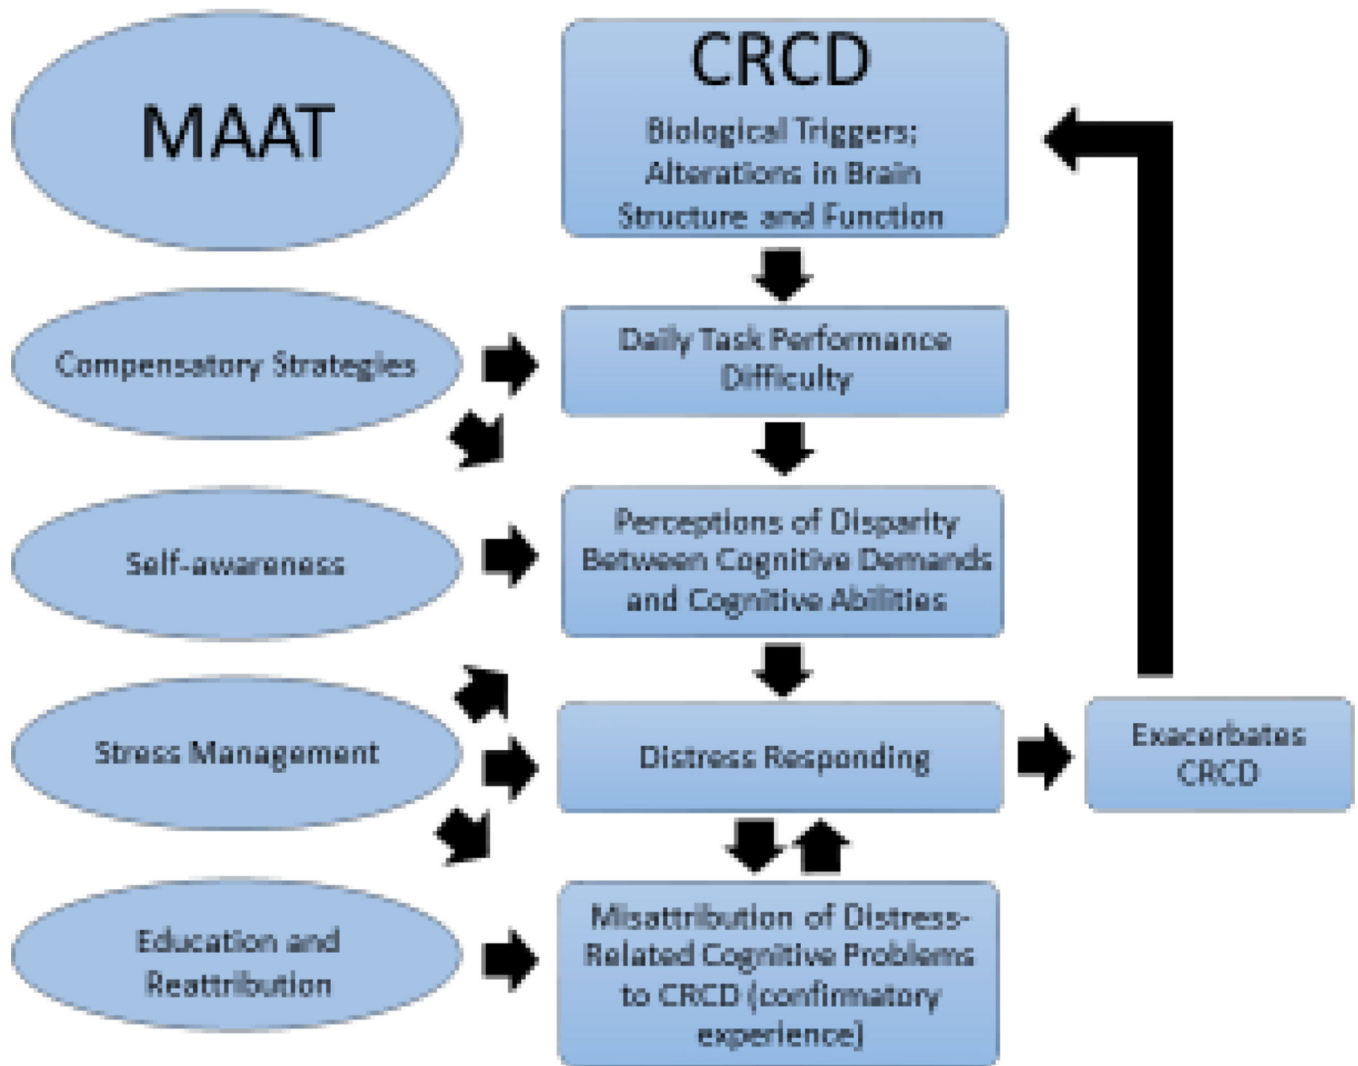 MAAT
CRCD
Biological Triggers;
Alterations in Brain
Structure and Function
Compensatory Strategies
Daily Task Performance
Difficulty
Self-awareness
Perceptions of Disparity
Between Cognitive Demands
and Cognitive Abilities
Stress Management
Distress Responding
Exacerbates
CRCD
Education and
Reattribution
Misattribution of Distress-
Related Cognitive Problems
to CRCD (confirmatory
experience)